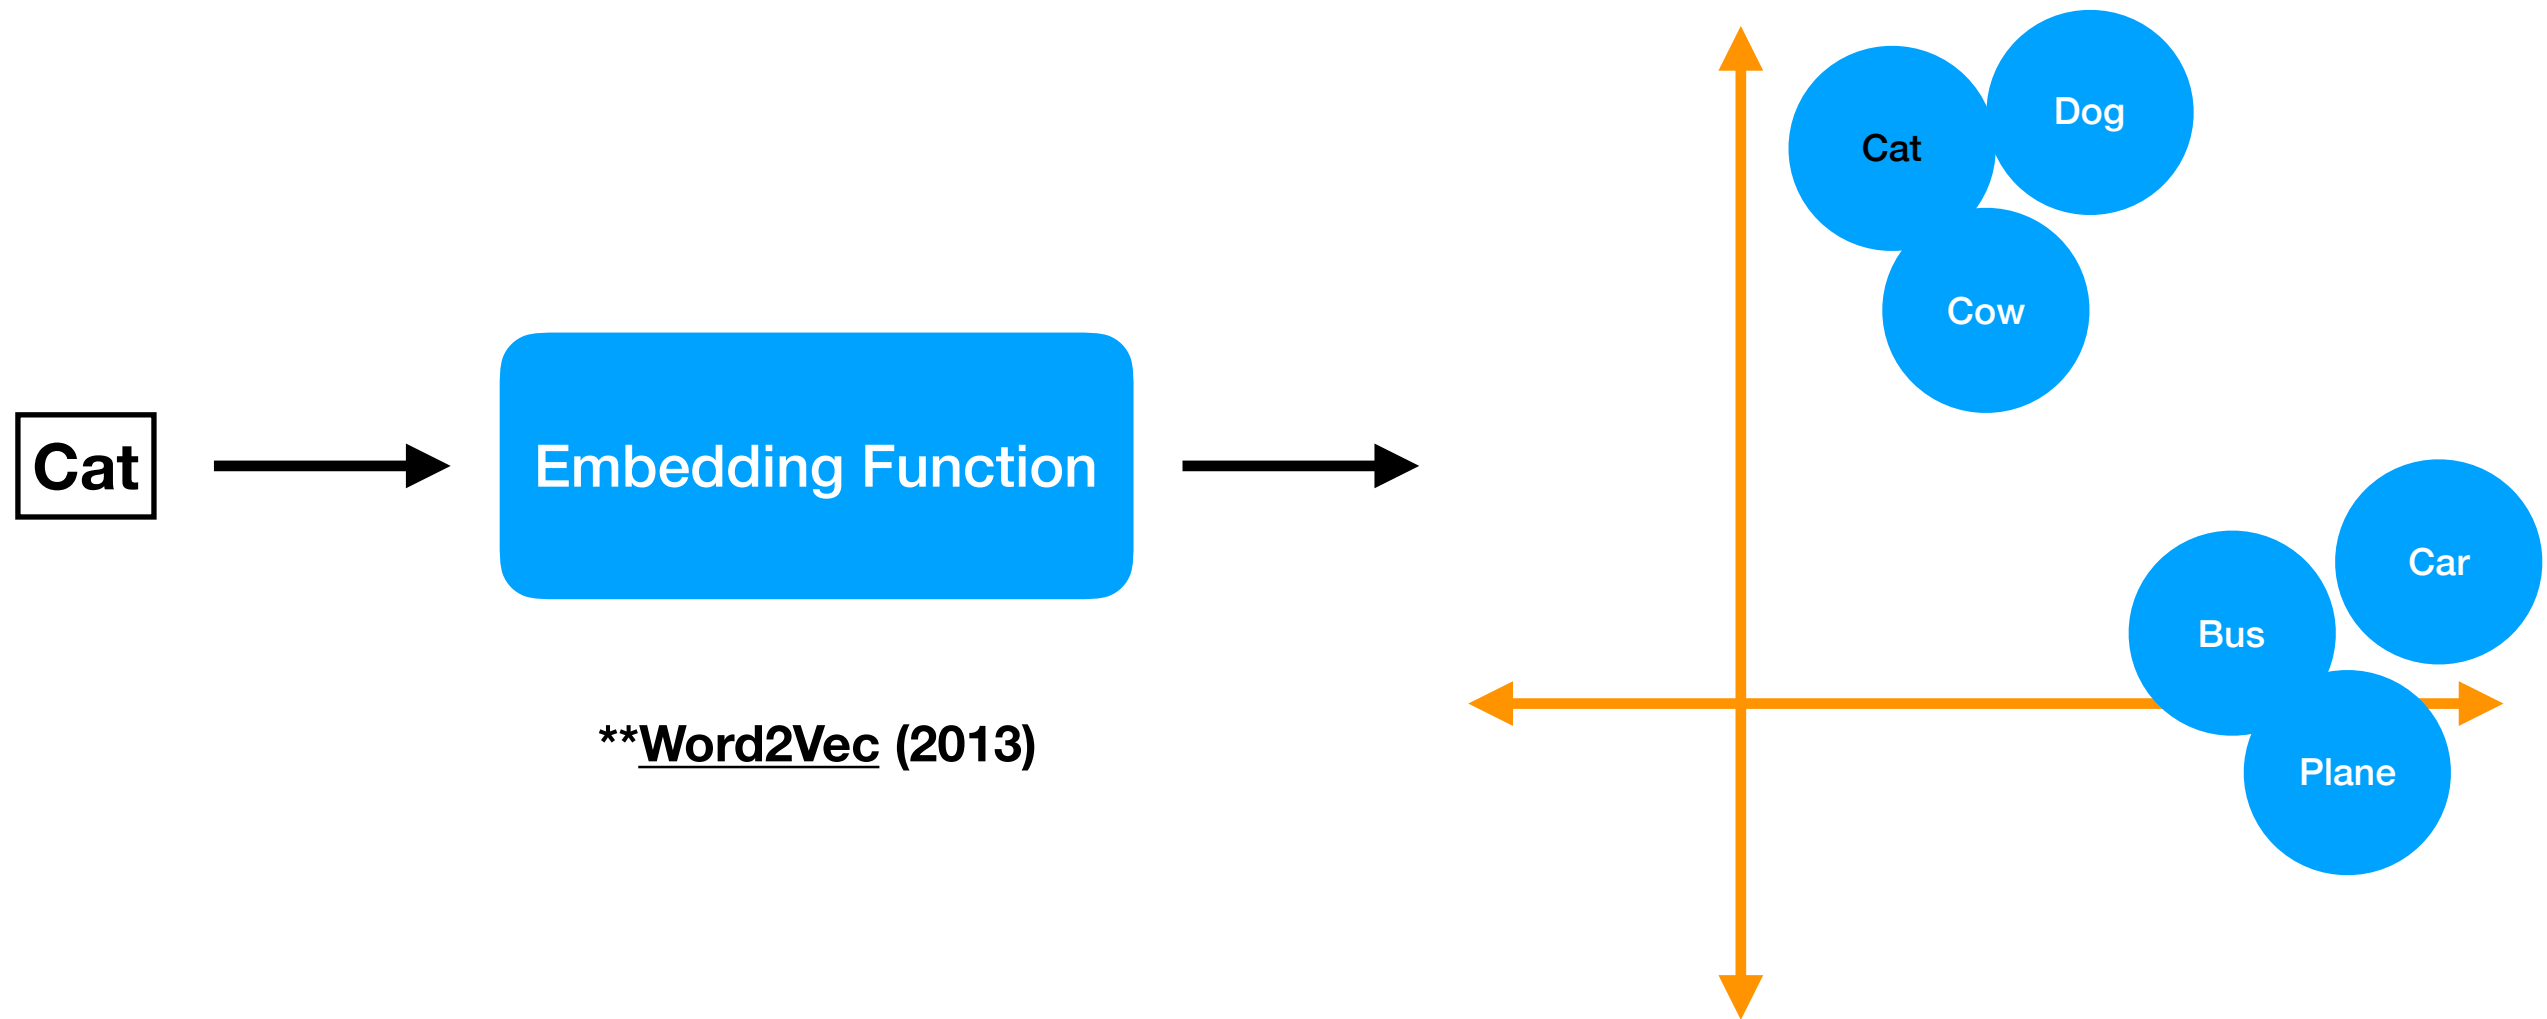 Cat
Embedding Function
**Word2Vec (2013)
Cat
Dog
Cow
Car
Bus
Plane